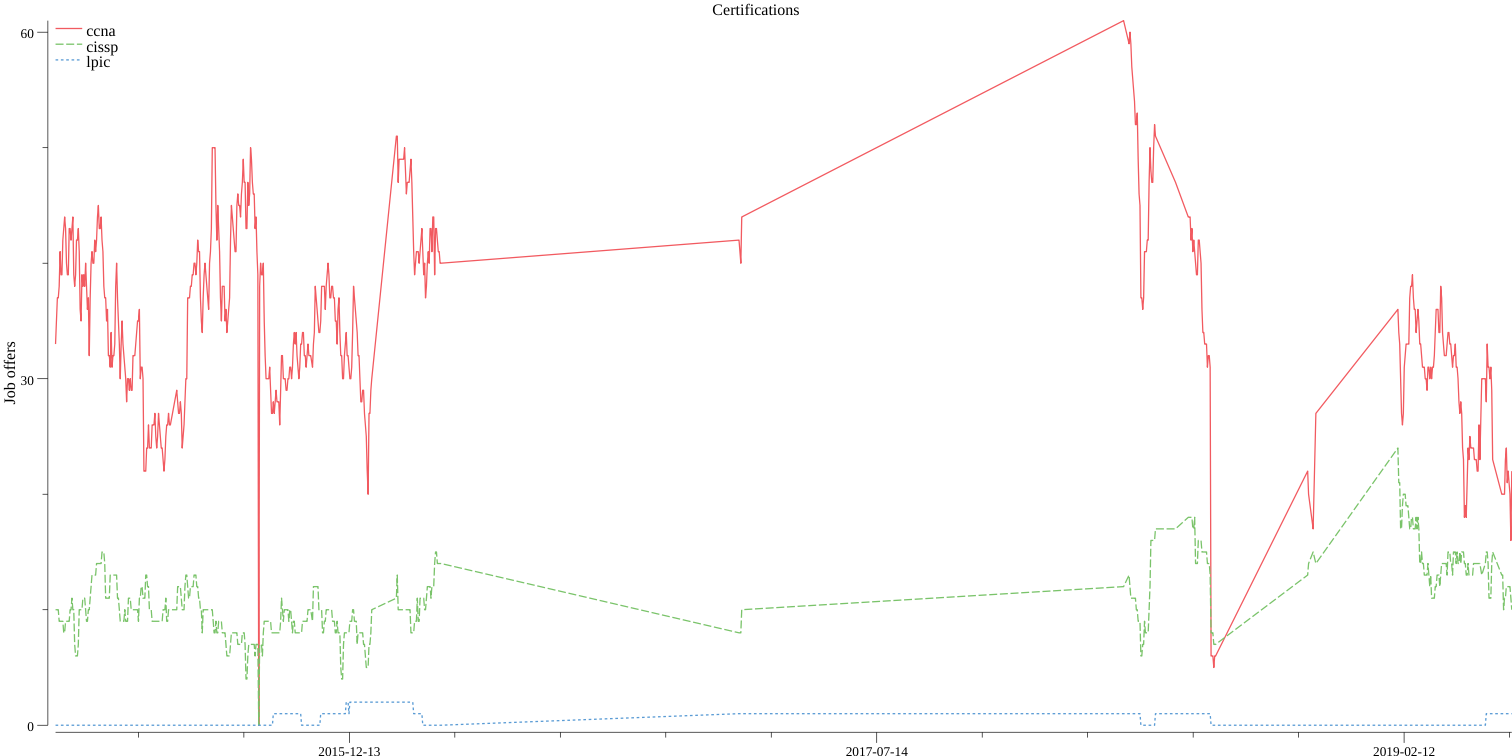 Certifications
60
ccna
cissp
lpic
Job offers
30
0
2015-12-13
2017-07-14
2019-02-12